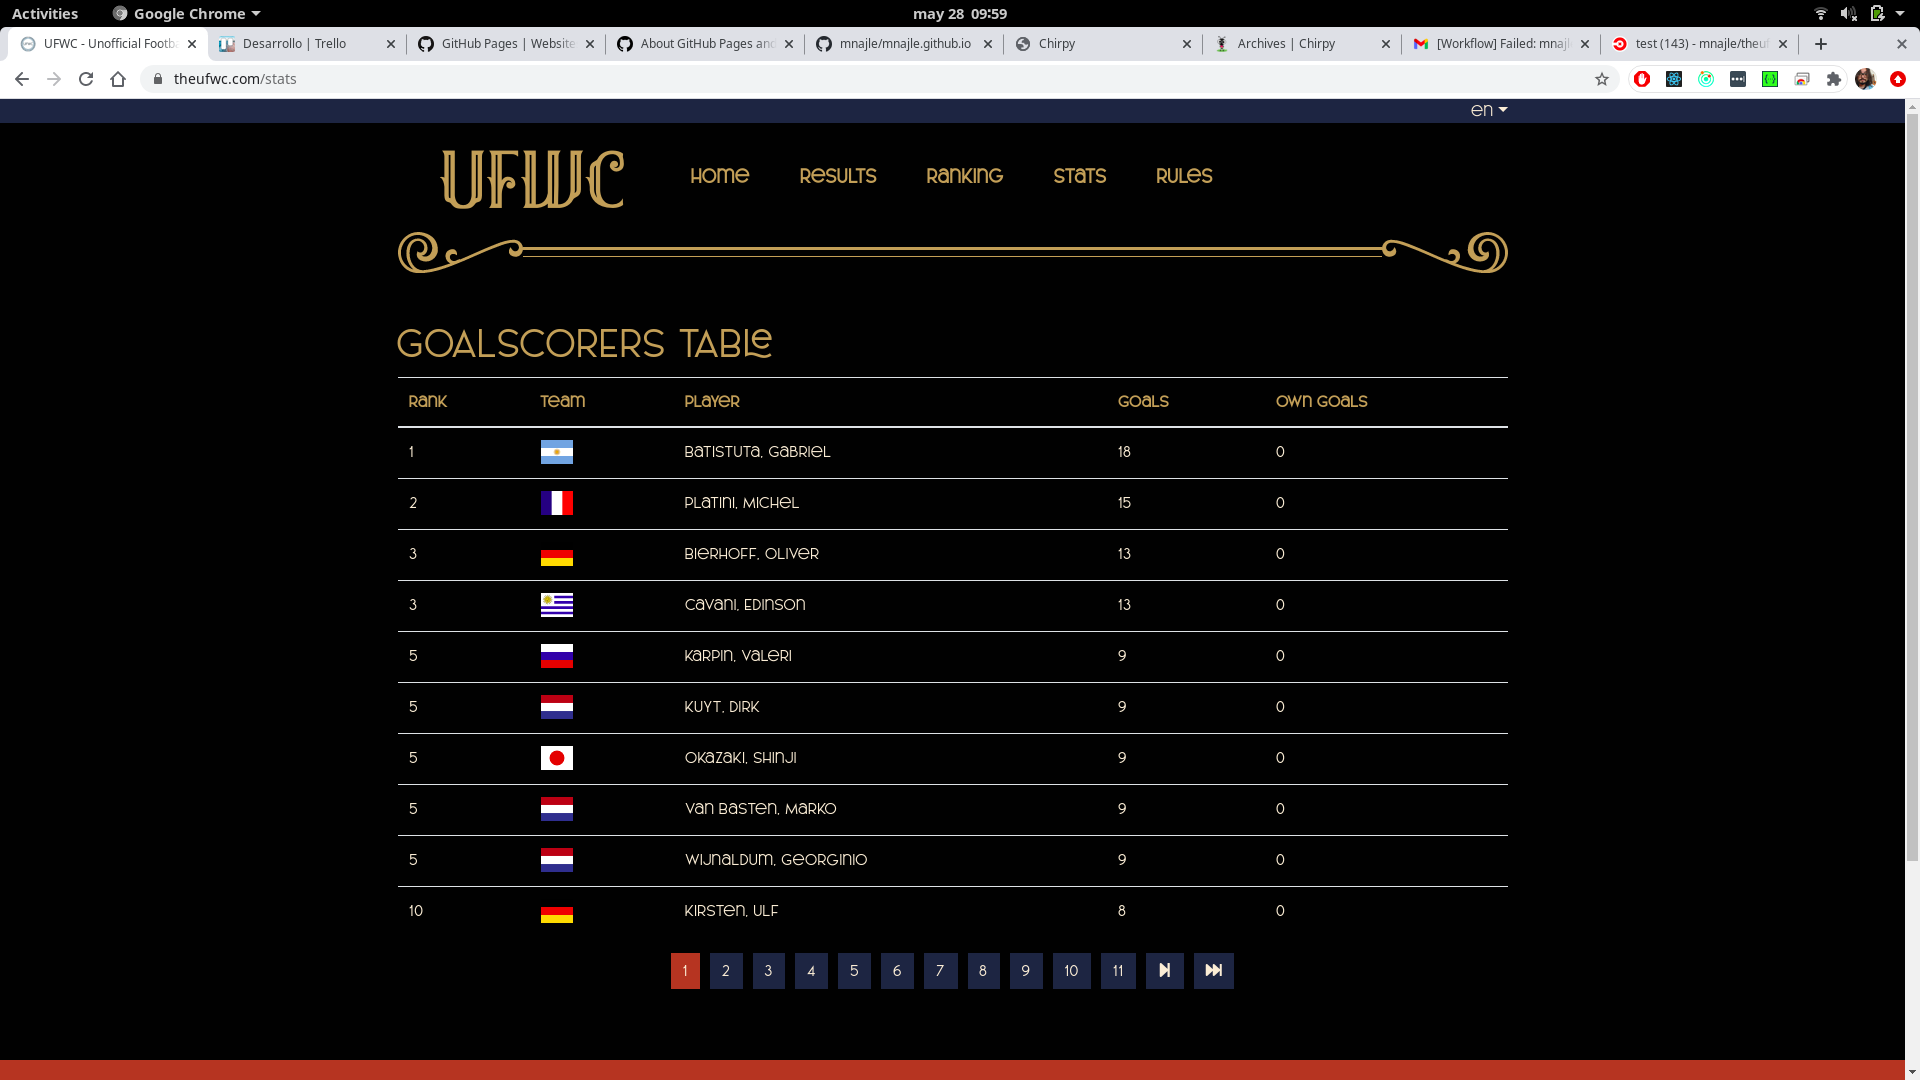 Activities Google Chrome may 28 09:59
UFWC - Unofficial Footb Desarrollo | Trello GitHub Pages | Website About GitHub Pages and mnajle/mnajle.github.io Chirpy Archives | Chirpy [Workflow] Failed: mnajl test (143) - mnajle/theuf
theufwc.com/stats
en
UFWC HOME RESULTS RANKING STATS RULES
GOALSCORERS TABLE
RANK TEAM PLAYER GOALS OWN GOALS
1 BATISTUTA, GABRIEL 18 0
2 PLATINI, MICHEL 15 0
3 BIERHOFF, OLIVER 13 0
3 CAVANI, EDINSON 13 0
5 KARPIN, VALERI 9 0
5 KUYT, DIRK 9 0
5 OKAZAKI, SHINJI 9 0
5 VAN BASTEN, MARKO 9 0
5 WIJNALDUM, GEORGINIO 9 0
10 KIRSTEN, ULF 8 0
1 2 3 4 5 6 7 8 9 10 11